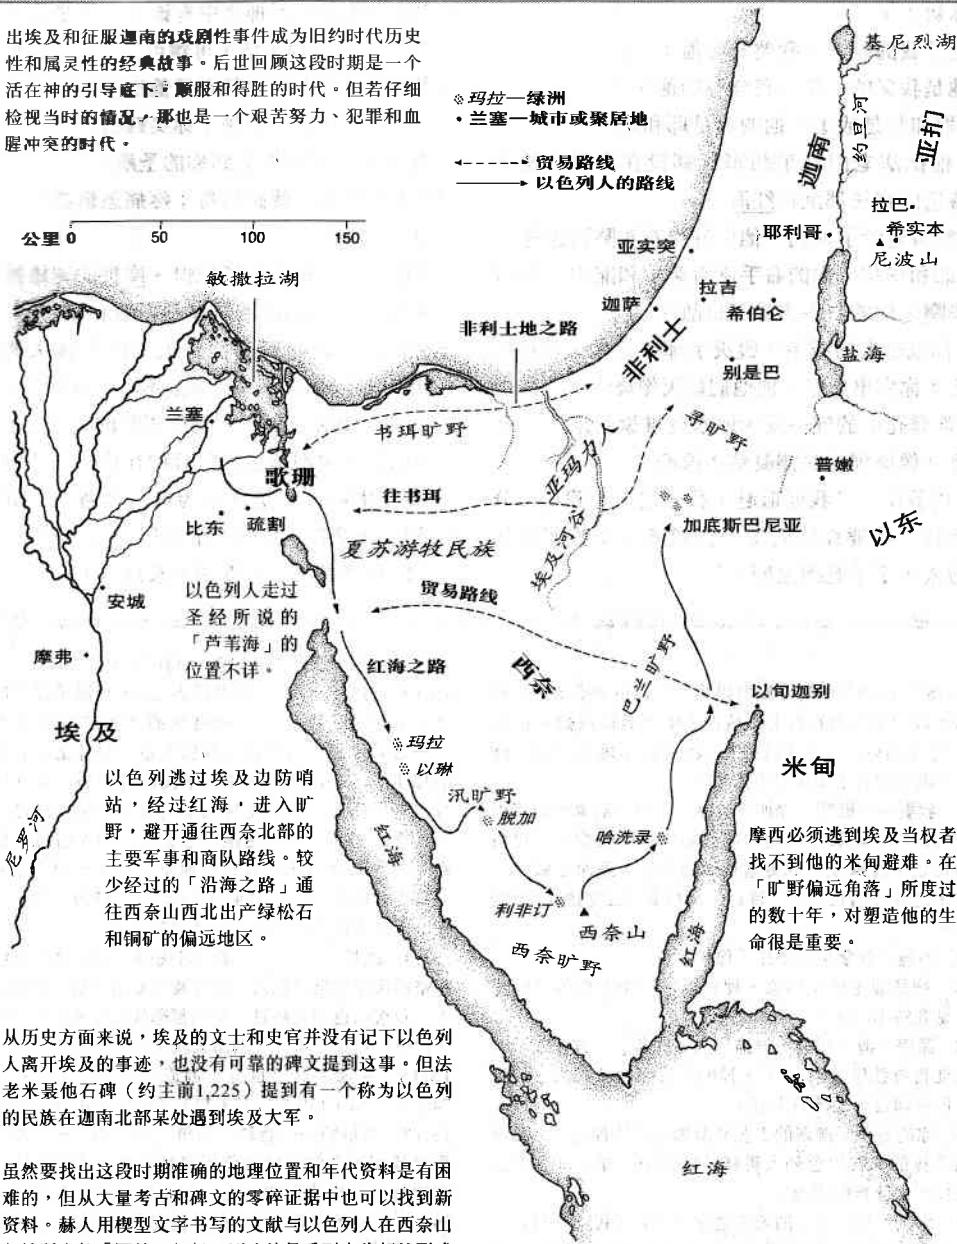 出埃及和征服迦南的戏剧性事件成为旧约时代历史
性和属灵性的经典故事。后世回顾这段时期是一个
活在神的引导底下，顺服和得胜的时代。但若仔细
检视当时的情况，那也是一个艰苦努力、犯罪和血
腥冲突的时代。
玛拉—绿洲
兰塞—城市或聚居地
贸易路线
以色列人的路线
公里 0 50 100 150
基尼烈湖
约旦河
迦南
亚扪
拉巴
耶利哥
希实本
尼波山
亚实突
拉吉
迦萨
希伯仑
非利士
盐海
别是巴
敏撒拉湖
非利士地之路
兰塞
书珥旷野
亚玛力人
寻旷野
普嫩
歌珊
往书珥
比东
疏割
加底斯巴尼亚
以东
夏苏游牧民族
埃及河谷
安城
以色列人走过
圣经所说的
「芦苇海」的
位置不详。
贸易路线
摩弗
红海之路
西奈
巴兰旷野
以旬迦别
埃及
玛拉
以琳
米甸
以色列逃过埃及边防哨
站，经过红海，进入旷
野，避开通往西奈北部的
主要军事和商队路线。较
少经过的「沿海之路」通
往西奈山西北出产绿松石
和铜矿的偏远地区。
尼罗河
红海
汛旷野
脱加
哈洗录
利非订
西奈山
西奈旷野
红海
摩西必须逃到埃及当权者
找不到他的米甸避难。在
「旷野偏远角落」所度过
的数十年，对塑造他的生
命很是重要。
从历史方面来说，埃及的文士和史官并没有记下以色列
人离开埃及的事迹，也没有可靠的碑文提到这事。但法
老米聂他石碑（约主前1,225）提到有一个称为以色列
的民族在迦南北部某处遇到埃及大军。
红海
虽然要找出这段时期准确的地理位置和年代资料是有困
难的，但从大量考古和碑文的零碎证据中也可以找到新
资料。赫人用楔型文字书写的文献与以色列人在西奈山